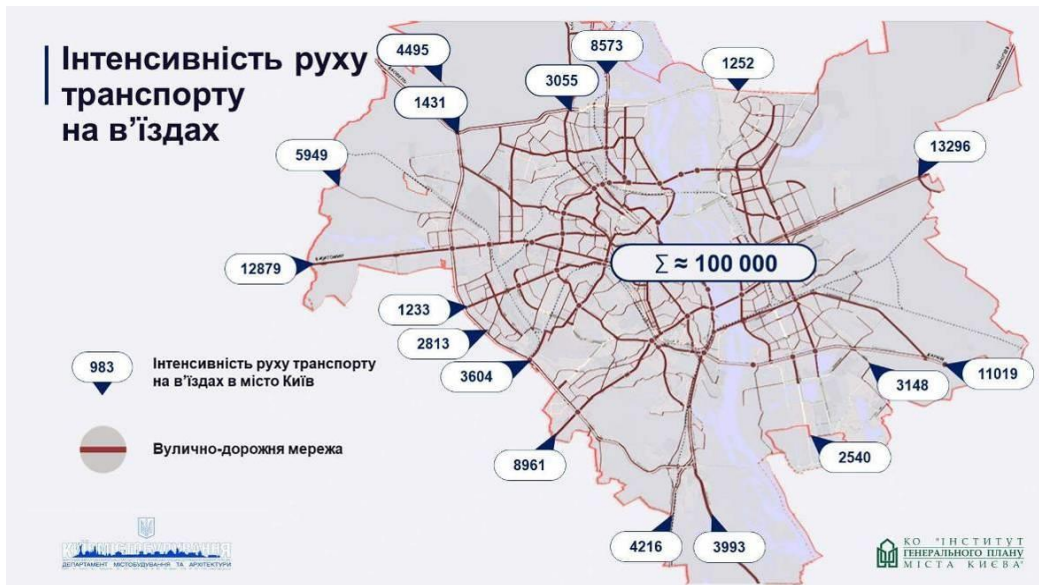 Інтенсивність руху
транспорту
на в’їздах
4495
8573
1252
3055
1431
5949
13296
12879
∑ ≈ 100 000
1233
2813
3604
3148
11019
8961
2540
4216
3993
983
Інтенсивність руху транспорту
на в’їздах в місто Київ
Вулично-дорожня мережа
КИЇВМІСТОБУДУВАННЯ
ДЕПАРТАМЕНТ МІСТОБУДУВАННЯ ТА АРХІТЕКТУРИ
КО "ІНСТИТУТ
ГЕНЕРАЛЬНОГО ПЛАНУ
МІСТА КИЄВА"